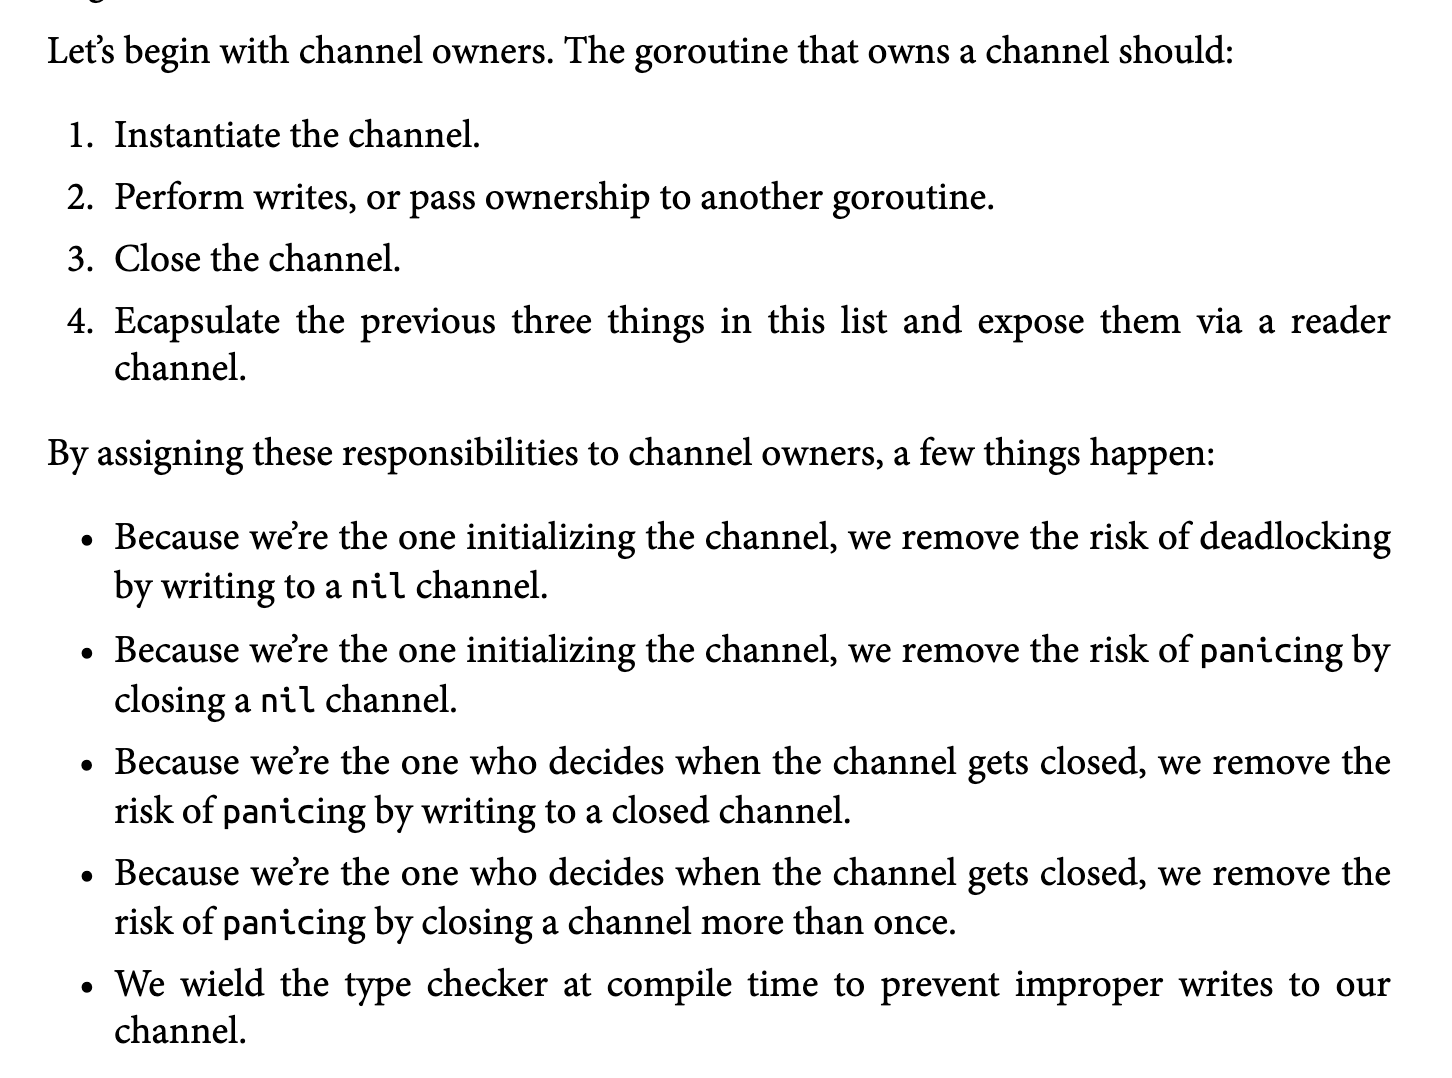 Let’s begin with channel owners. The goroutine that owns a channel should:
1. Instantiate the channel.
2. Perform writes, or pass ownership to another goroutine.
3. Close the channel.
4. Ecapsulate the previous three things in this list and expose them via a reader
channel.
By assigning these responsibilities to channel owners, a few things happen:
• Because we’re the one initializing the channel, we remove the risk of deadlocking
by writing to a nil channel.
• Because we’re the one initializing the channel, we remove the risk of panicing by
closing a nil channel.
• Because we’re the one who decides when the channel gets closed, we remove the
risk of panicing by writing to a closed channel.
• Because we’re the one who decides when the channel gets closed, we remove the
risk of panicing by closing a channel more than once.
• We wield the type checker at compile time to prevent improper writes to our
channel.